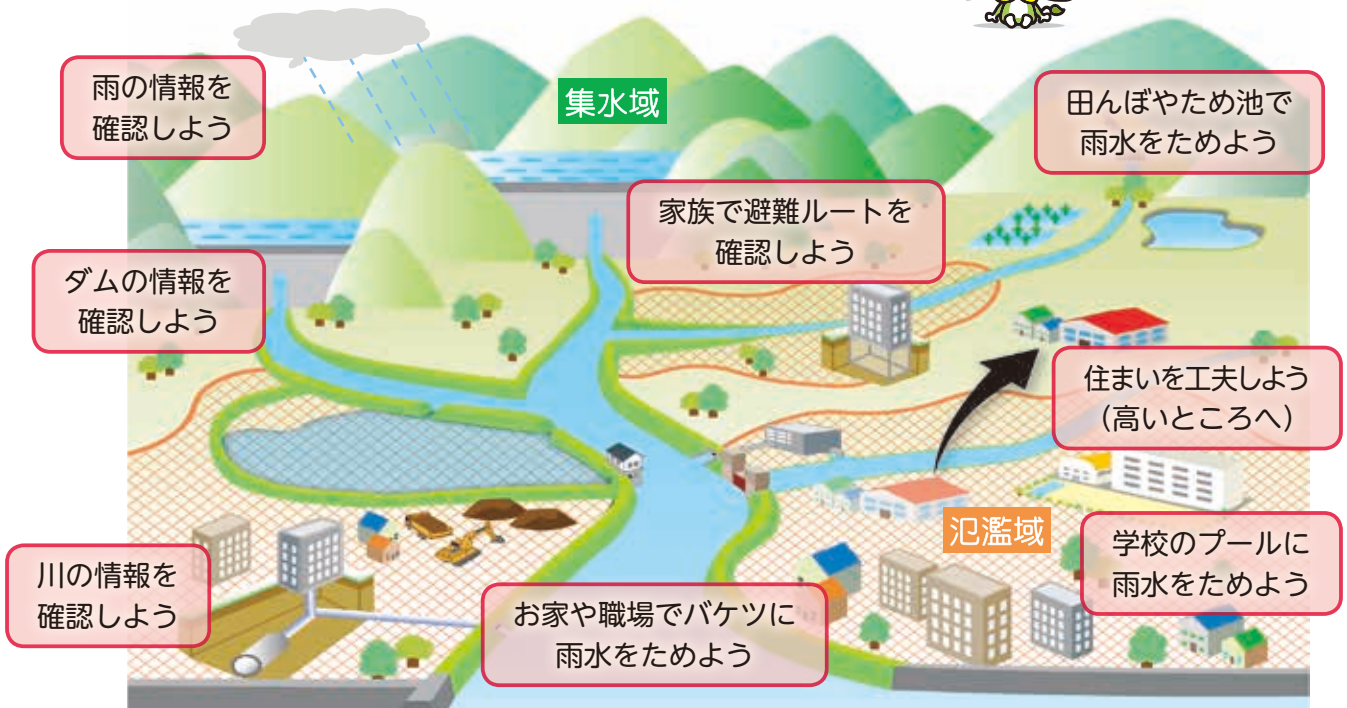 集水域
雨の情報を
確認しよう
田んぼやため池で
雨水をためよう
家族で避難ルートを
確認しよう
ダムの情報を
確認しよう
住まいを工夫しよう
（高いところへ）
氾濫域
学校のプールに
雨水をためよう
川の情報を
確認しよう
お家や職場でバケツに
雨水をためよう